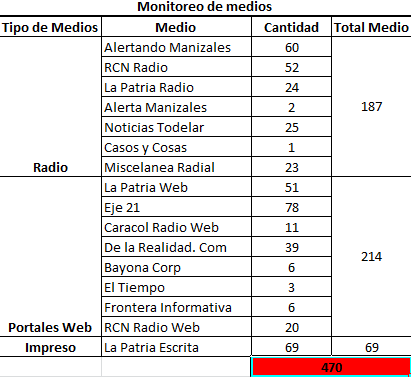 Monitoreo de medios
Tipo de Medios Medio Cantidad Total Medio
Alertando Manizales 60
RCN Radio 52
La Patria Radio 24
Alerta Manizales 2 187
Noticias Todelar 25
Casos y Cosas 1
Radio Miscelanea Radial 23
La Patria Web 51
Eje 21 78
Caracol Radio Web 11
De la Realidad. Com 39 214
Bayona Corp 6
El Tiempo 3
Frontera Informativa 6
Portales Web RCN Radio Web 20
Impreso La Patria Escrita 69 69
470